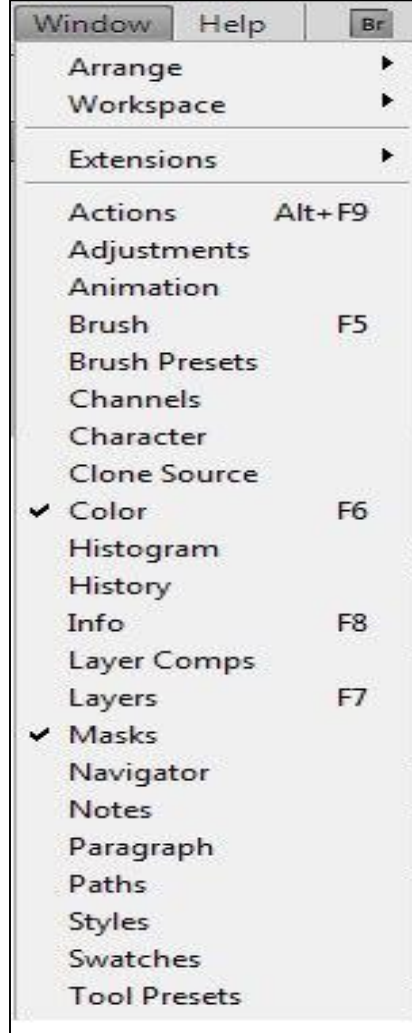 Window Help Br
Arrange
Workspace
Extensions
Actions Alt+F9
Adjustments
Animation
Brush F5
Brush Presets
Channels
Character
Clone Source
Color F6
Histogram
History
Info F8
Layer Comps
Layers F7
Masks
Navigator
Notes
Paragraph
Paths
Styles
Swatches
Tool Presets